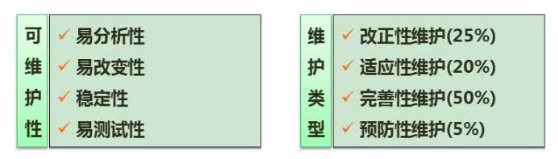 可维护性
易分析性
易改变性
稳定性
易测试性
维护类型
改正性维护(25%)
适应性维护(20%)
完善性维护(50%)
预防性维护(5%)